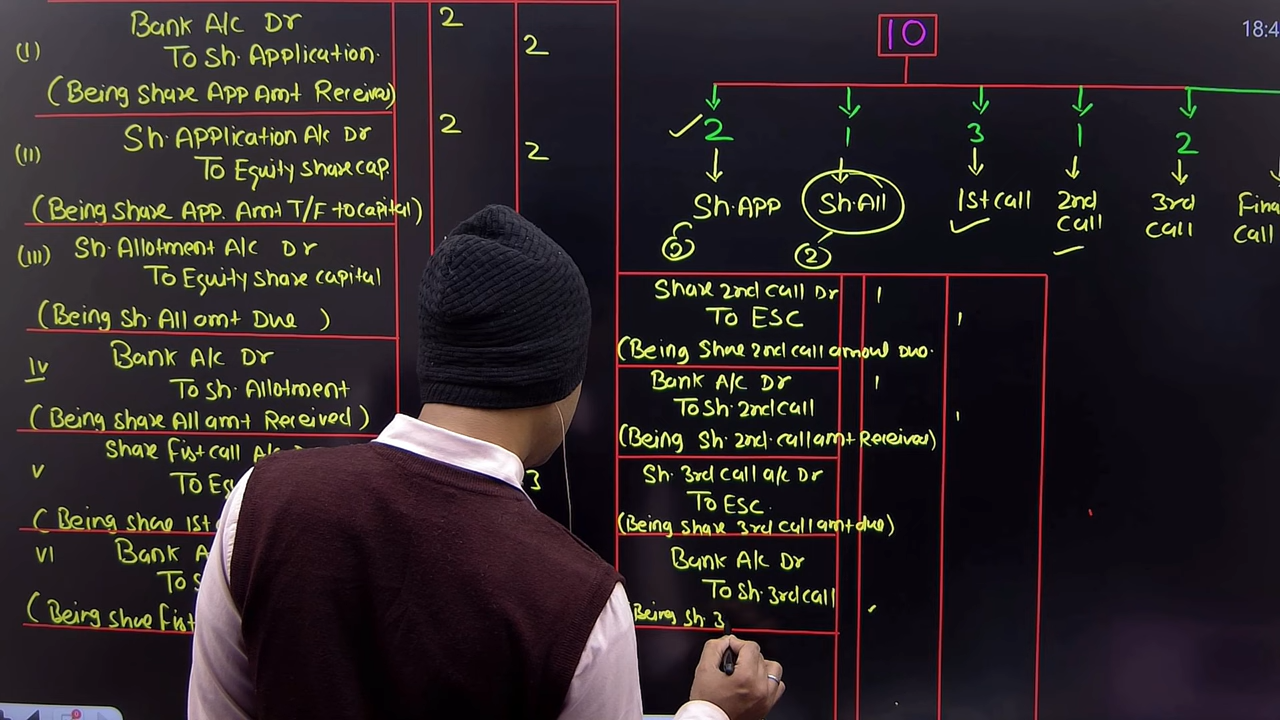 Bank A/c Dr 2
(I) To Sh. Application. 2
(Being Share App Amt Received)
Sh. Application A/c Dr 2
(II) To Equity share cap. 2
(Being share App. Amt T/F to capital)
(III) Sh. Allotment A/c Dr
To Equity share capital
(Being Sh. All amt Due )
IV Bank A/c Dr
To Sh. Allotment
(Being share All amt Received)
Share Fist call A/c
V To 3
(Being share 1st
VI Bank A
To
(Being share Fist
10
18:4
2 1 3 1 2
Sh. APP Sh. All 1st call 2nd call 3rd call
call
2
Share 2nd call Dr 1
To ESC 1
(Being Share 2nd call amout Due.
Bank A/c Dr 1
To Sh. 2nd call 1
(Being Sh. 2nd. call amt Received)
Sh. 3rd call a/c Dr
To ESC.
(Being share 3rd call amt due)
Bank A/c Dr
To Sh. 3rd call
Being Sh. 3